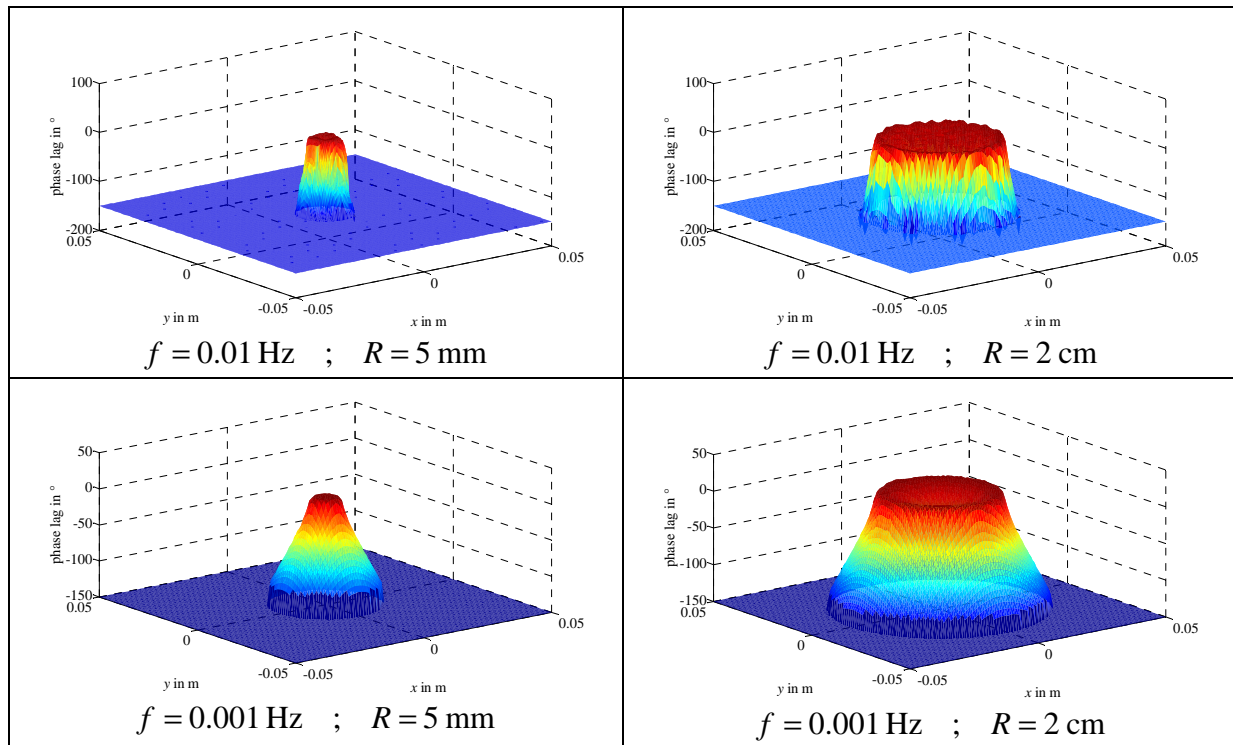 100
0
-100
-200
phase lag in °
0.05
0
-0.05
y in m
-0.05
0
0.05
x in m
f = 0.01 Hz ; R = 5 mm
100
0
-100
-200
phase lag in °
0.05
0
-0.05
y in m
-0.05
0
0.05
x in m
f = 0.01 Hz ; R = 2 cm
50
0
-50
-100
-150
phase lag in °
0.05
0
-0.05
y in m
-0.05
0
0.05
x in m
f = 0.001 Hz ; R = 5 mm
50
0
-50
-100
-150
phase lag in °
0.05
0
-0.05
y in m
-0.05
0
0.05
x in m
f = 0.001 Hz ; R = 2 cm